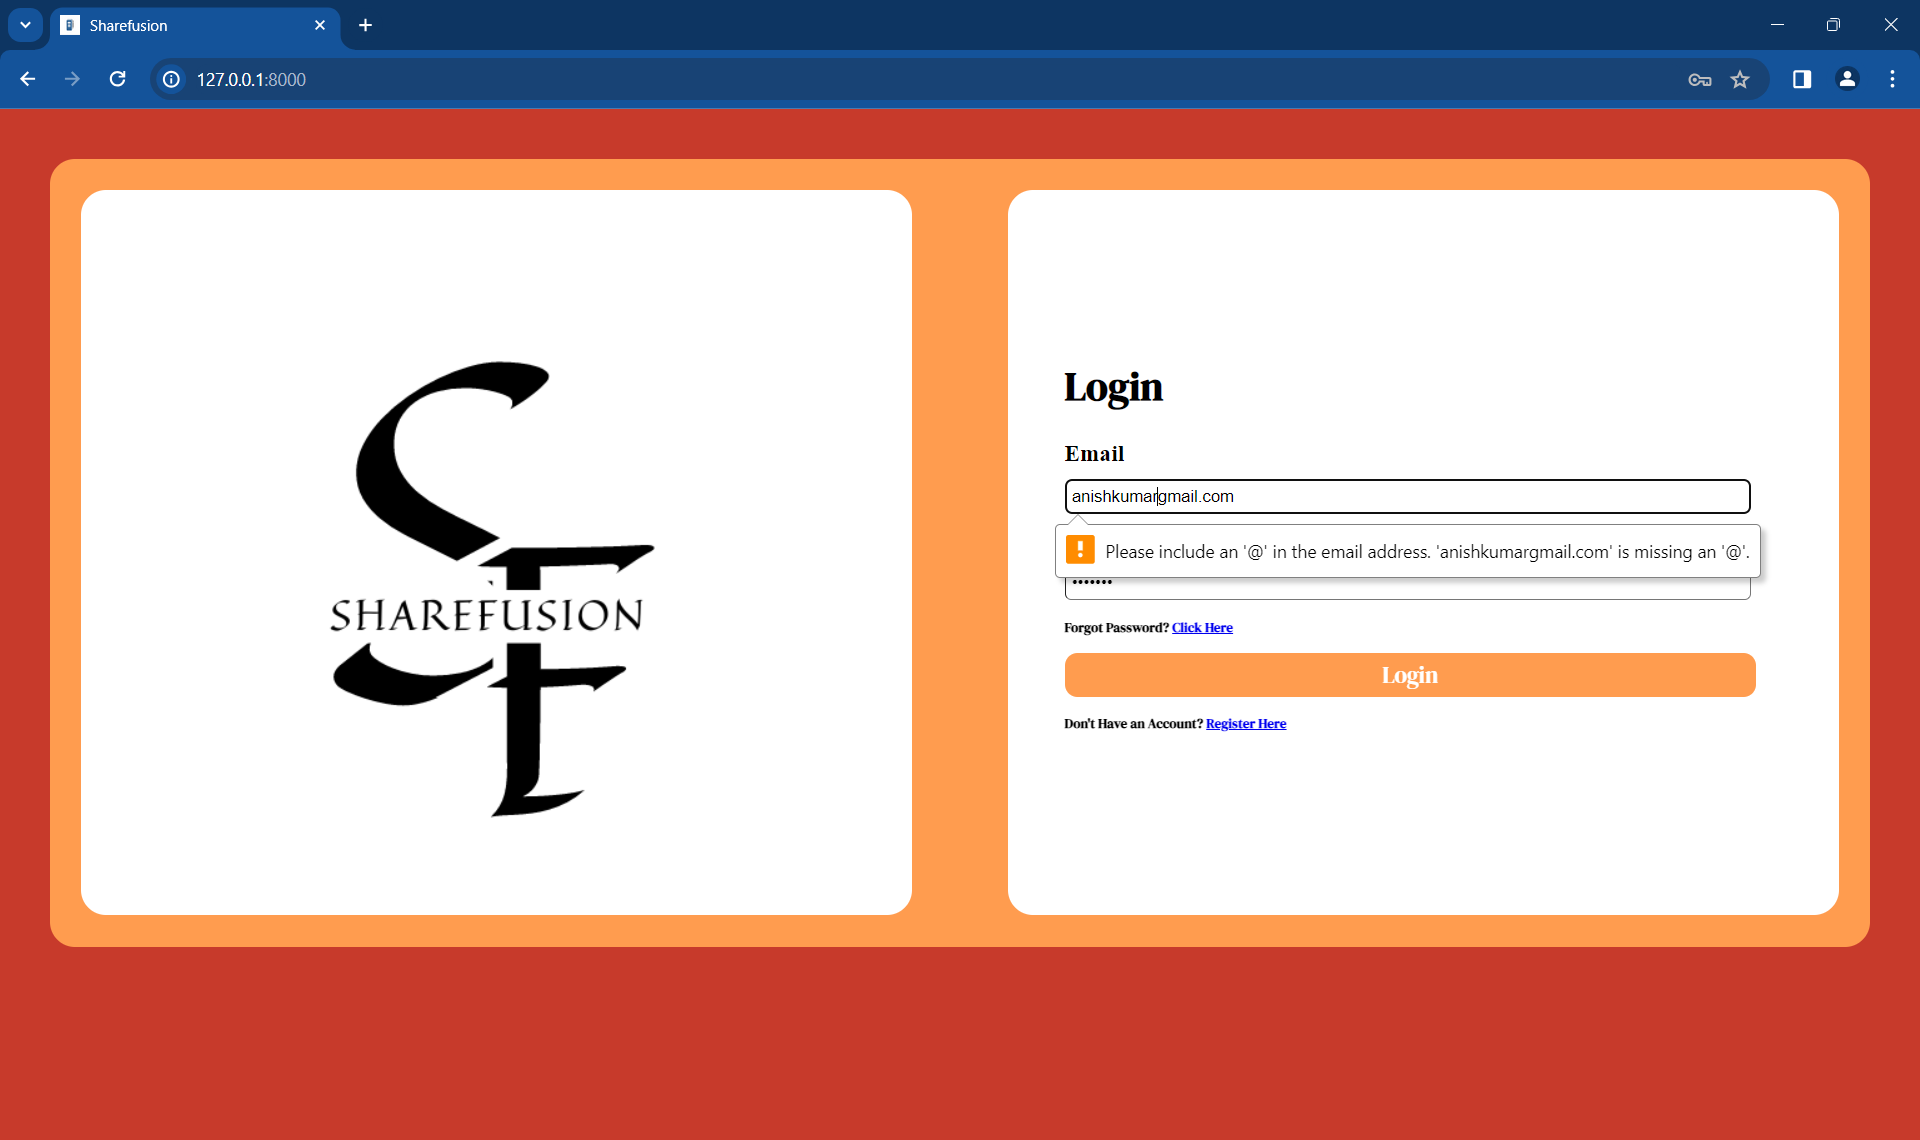 Sharefusion
127.0.0.1:8000
SHAREFUSION
Login
Email
anishkumargmail.com
Please include an '@' in the email address. 'anishkumargmail.com' is missing an '@'.
•••••••
Forgot Password? Click Here
Login
Don't Have an Account? Register Here